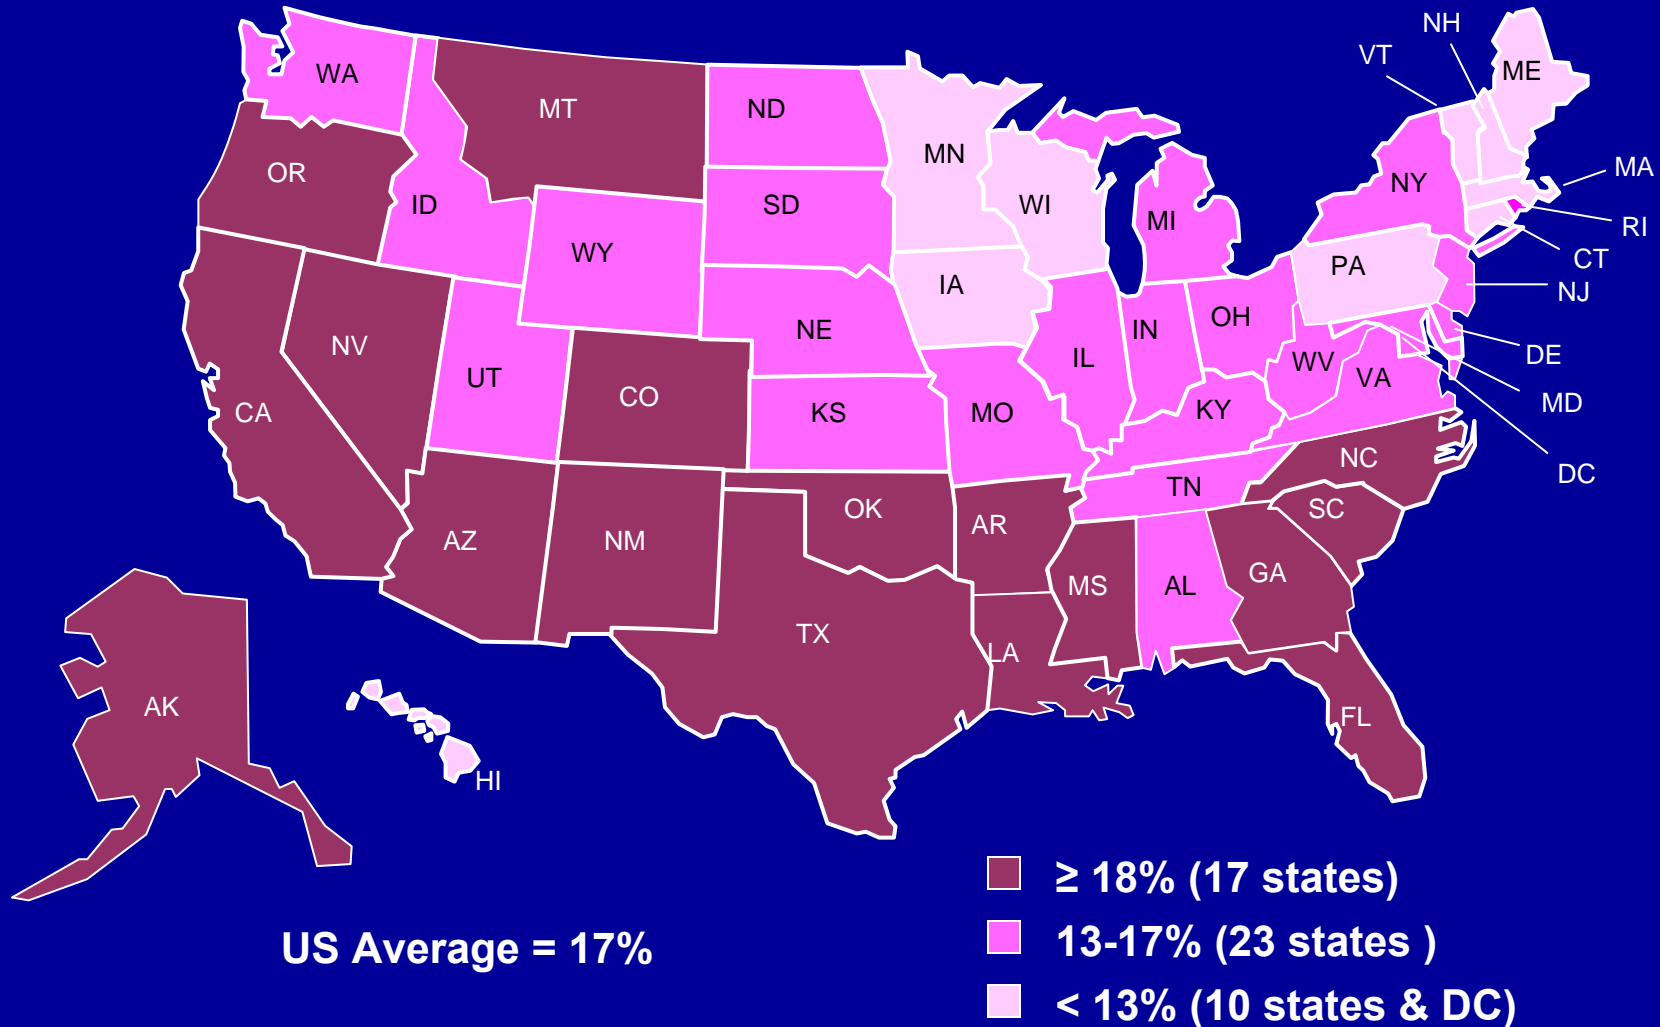 NH
VT
ME
WA
MT
ND
MN
OR
ID
SD
WI
MI
NY
MA
RI
WY
CT
PA
IA
NJ
NE
OH
IN
NV
DE
IL
WV
UT
VA
CO
MD
CA
KS
MO
KY
NC
DC
TN
OK
SC
AR
AZ
NM
GA
MS
AL
TX
LA
AK
FL
HI
≥ 18% (17 states)
US Average = 17%
13-17% (23 states )
< 13% (10 states & DC)